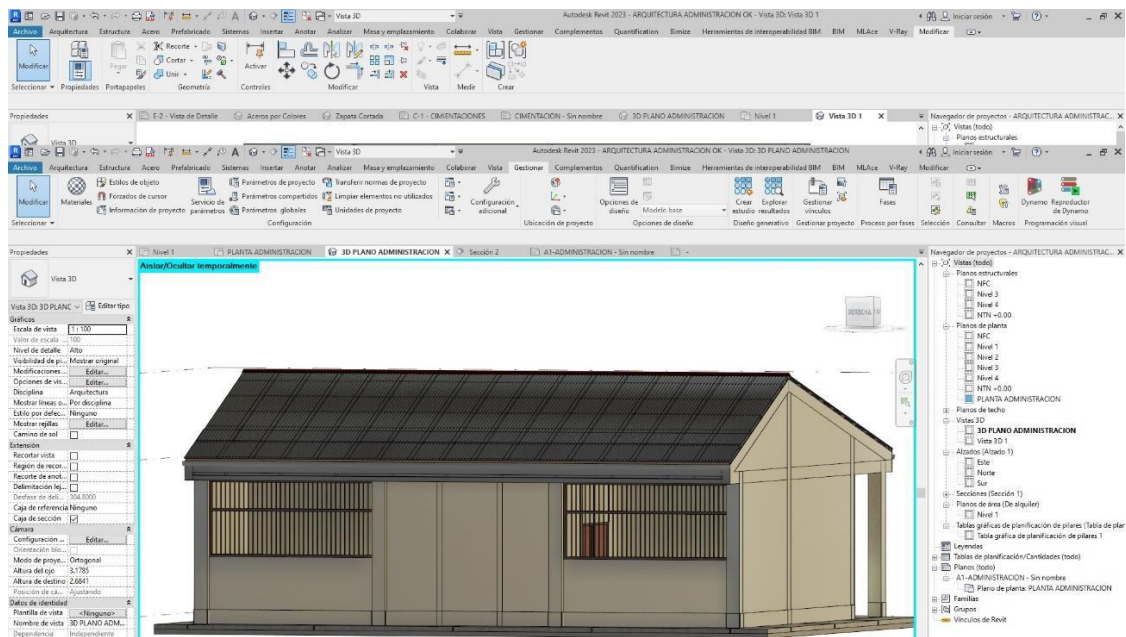 Vista 3D
Autodesk Revit 2023 - ARQUITECTURA ADMINISTRACION OK - Vista 3D: Vista 3D 1
Iniciar sesión
Archivo Arquitectura Estructura Acero Prefabricado Sistemas Insertar Anotar Analizar Masa y emplazamiento Colaborar Vista Gestionar Complementos Quantification Bimize Herramientas de interoperabilidad BIM BIM MLAce V-Ray Modificar
Modificar Pegar Recorte Cortar Unir Activar
Seleccionar Propiedades Portapapeles Geometría Controles Modificar Vista Medir Crear
Propiedades E-2 - Vista de Detalle Aceros por Colores Zapata Cortada C-1 - CIMENTACIONES CIMENTACION - Sin nombre 3D PLANO ADMINISTRACION Nivel 1 Vista 3D 1 X Navegador de proyectos - ARQUITECTURA ADMINISTRAC... X
Vistas (todo)
Planos estructurales
Vista 3D
Autodesk Revit 2023 - ARQUITECTURA ADMINISTRACION OK - Vista 3D: 3D PLANO ADMINISTRACION
Iniciar sesión
Archivo Arquitectura Estructura Acero Prefabricado Sistemas Insertar Anotar Analizar Masa y emplazamiento Colaborar Vista Gestionar Complementos Quantification Bimize Herramientas de interoperabilidad BIM BIM MLAce V-Ray Modificar
Modificar Materiales
Estilos de objeto
Forzados de cursor
Información de proyecto
Servicio de parámetros
Parámetros de proyecto
Parámetros compartidos
Parámetros globales
Transferir normas de proyecto
Limpiar elementos no utilizados
Unidades de proyecto
Configuración adicional
Opciones de diseño
Modelo base
Crear estudio
Explorar resultados
Gestionar vínculos
Fases
Dynamo
Reproductor de Dynamo
Seleccionar Configuración Ubicación de proyecto Opciones de diseño Diseño generativo Gestionar proyecto Proceso por fases Selección Consultar Macros Programación visual
Propiedades X Nivel 1 PLANTA ADMINISTRACION 3D PLANO ADMINISTRACION X Sección 2 A1-ADMINISTRACION - Sin nombre - Navegador de proyectos - ARQUITECTURA ADMINISTRAC... X
Vista 3D
Vista 3D: 3D PLANC Editar tipo
Gráficos
Escala de vista 1 : 100
Valor de escala ... 100
Nivel de detalle Alto
Visibilidad de pi... Mostrar original
Modificaciones ... Editar...
Opciones de vis... Editar...
Disciplina Arquitectura
Mostrar líneas o... Por disciplina
Estilo por defec... Ninguno
Mostrar rejillas Editar...
Camino de sol
Extensión
Recortar vista
Región de recor...
Recorte de anot...
Delimitación lej...
Desfase de deli... 304.8000
Caja de referencia Ninguno
Caja de sección
Cámara
Configuración ... Editar...
Orientación blo...
Modo de proye... Ortogonal
Altura del ojo 3.1785
Altura de destino 2.6841
Posición de cá... Ajustando
Datos de identidad
Plantilla de vista <Ninguno>
Nombre de vista 3D PLANO ADM...
Dependencia Independiente
Aislar/Ocultar temporalmente
DERECHA
Vistas (todo)
Planos estructurales
NFC
Nivel 3
Nivel 4
NTN +0.00
Planos de planta
NFC
Nivel 1
Nivel 2
Nivel 3
Nivel 4
NTN +0.00
PLANTA ADMINISTRACION
Planos de techo
Vistas 3D
3D PLANO ADMINISTRACION
Vista 3D 1
Alzados (Alzado 1)
Este
Norte
Sur
Secciones (Sección 1)
Planos de área (De alquiler)
Nivel 1
Tablas gráficas de planificación de pilares (Tabla de plan
Tabla gráfica de planificación de pilares 1
Leyendas
Tablas de planificación/Cantidades (todo)
Planos (todo)
A1-ADMINISTRACION - Sin nombre
Plano de planta: PLANTA ADMINISTRACION
Familias
Grupos
Vínculos de Revit